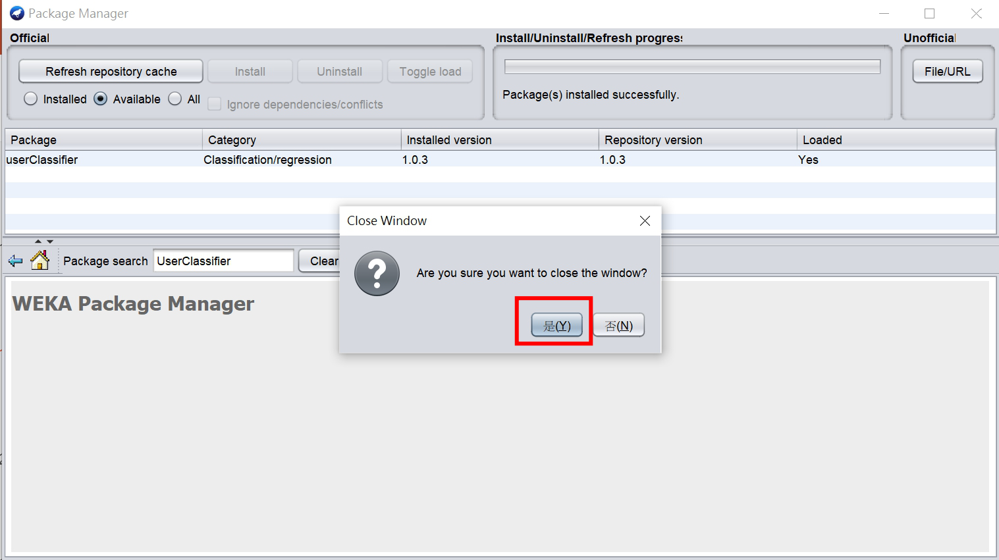 Package Manager
Official
Install/Uninstall/Refresh progress
Unofficial
Refresh repository cache
Install
Uninstall
Toggle load
File/URL
Installed
Available
All
Ignore dependencies/conflicts
Package(s) installed successfully.
Package
Category
Installed version
Repository version
Loaded
userClassifier
Classification/regression
1.0.3
1.0.3
Yes
Close Window
Package search
UserClassifier
Clear
Are you sure you want to close the window?
是(Y)
否(N)
WEKA Package Manager